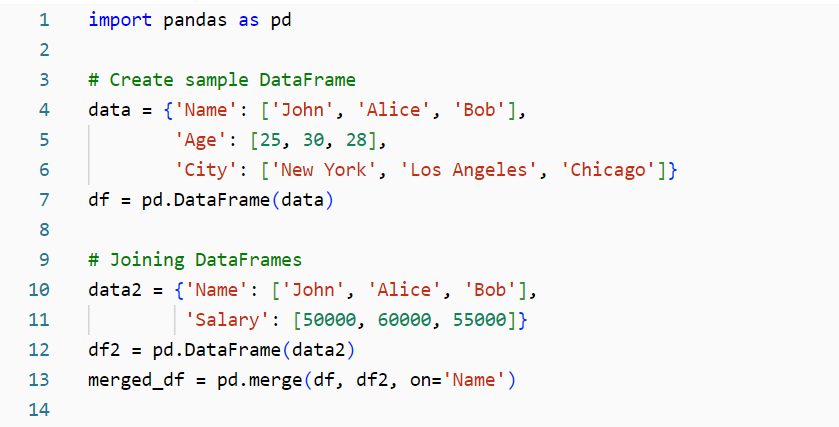 1 import pandas as pd
2
3 # Create sample DataFrame
4 data = {'Name': ['John', 'Alice', 'Bob'],
5         'Age': [25, 30, 28],
6         'City': ['New York', 'Los Angeles', 'Chicago']}
7 df = pd.DataFrame(data)
8
9 # Joining DataFrames
10 data2 = {'Name': ['John', 'Alice', 'Bob'],
11          'Salary': [50000, 60000, 55000]}
12 df2 = pd.DataFrame(data2)
13 merged_df = pd.merge(df, df2, on='Name')
14